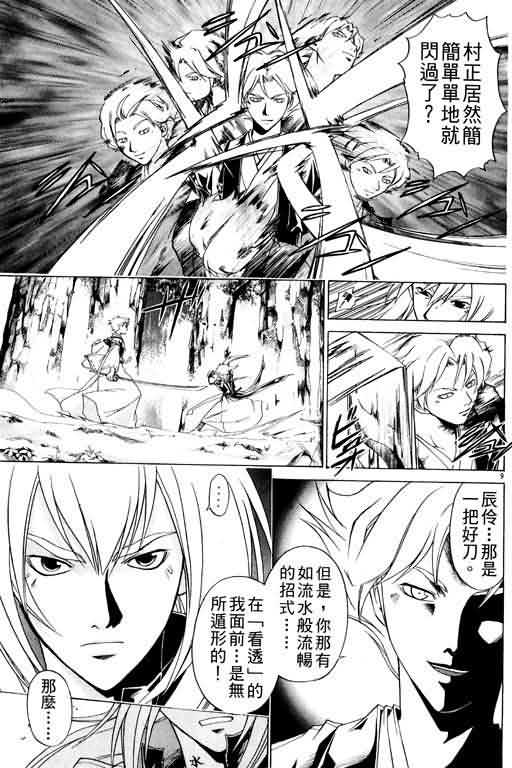 村正居然簡
簡單單地就
閃過了？
辰伶…那是
一把好刀。
但是，你那有
如流水般流暢
的招式……
在「看透」的
我面前…是無
所遁形的！
……
那麼……
水
9